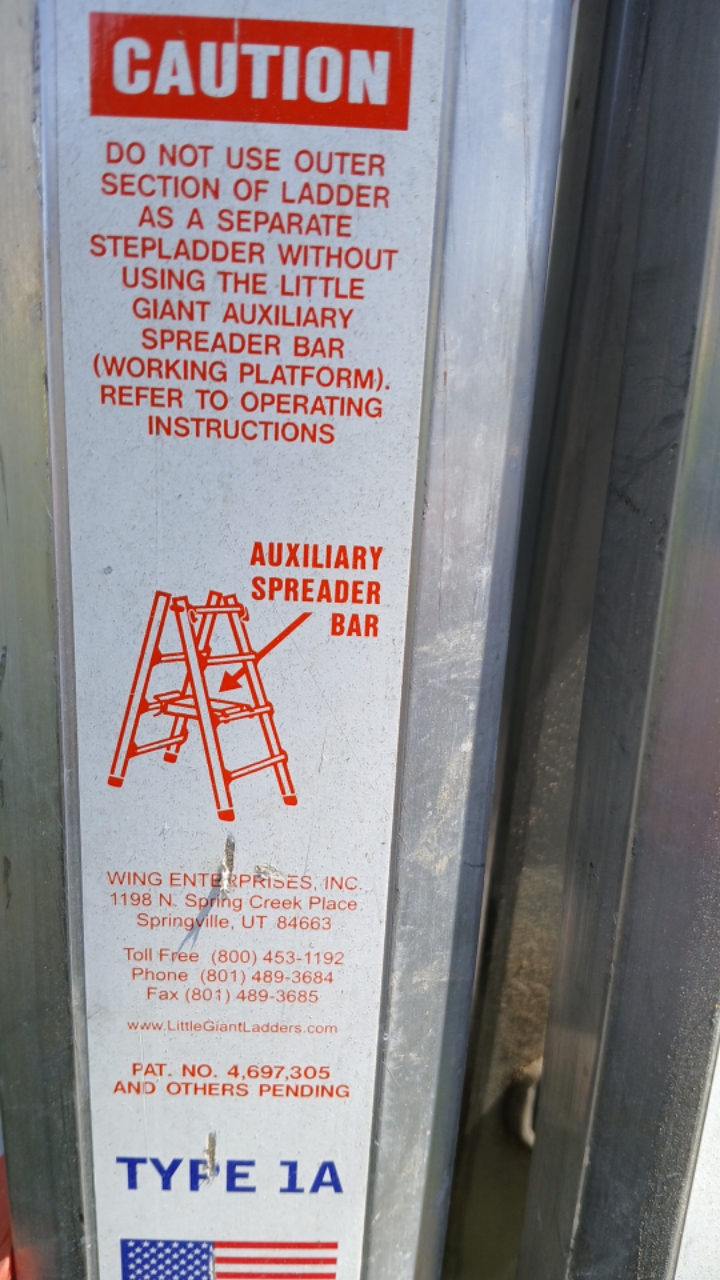 CAUTION
DO NOT USE OUTER
SECTION OF LADDER
AS A SEPARATE
STEPLADDER WITHOUT
USING THE LITTLE
GIANT AUXILIARY
SPREADER BAR
(WORKING PLATFORM).
REFER TO OPERATING
INSTRUCTIONS
AUXILIARY
SPREADER
BAR
WING ENTERPRISES, INC.
1198 N. Spring Creek Place
Springville, UT 84663
Toll Free (800) 453-1192
Phone (801) 489-3684
Fax (801) 489-3685
www.LittleGiantLadders.com
PAT. NO. 4,697,305
AND OTHERS PENDING
TYPE 1A